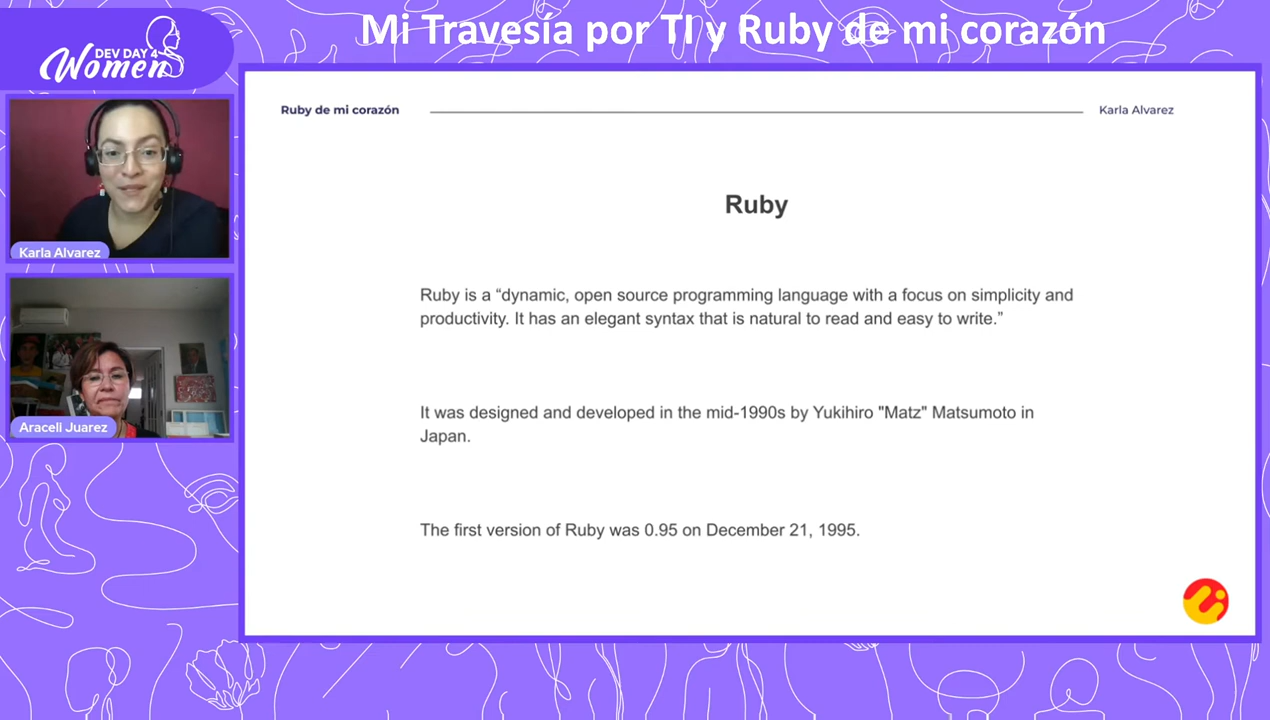 Mi Travesía por TI y Ruby de mi corazón
DEV DAY 4
Women
Karla Alvarez
Araceli Juarez
Ruby de mi corazón
Karla Alvarez
Ruby
Ruby is a “dynamic, open source programming language with a focus on simplicity and
productivity. It has an elegant syntax that is natural to read and easy to write.”
It was designed and developed in the mid-1990s by Yukihiro "Matz" Matsumoto in
Japan.
The first version of Ruby was 0.95 on December 21, 1995.